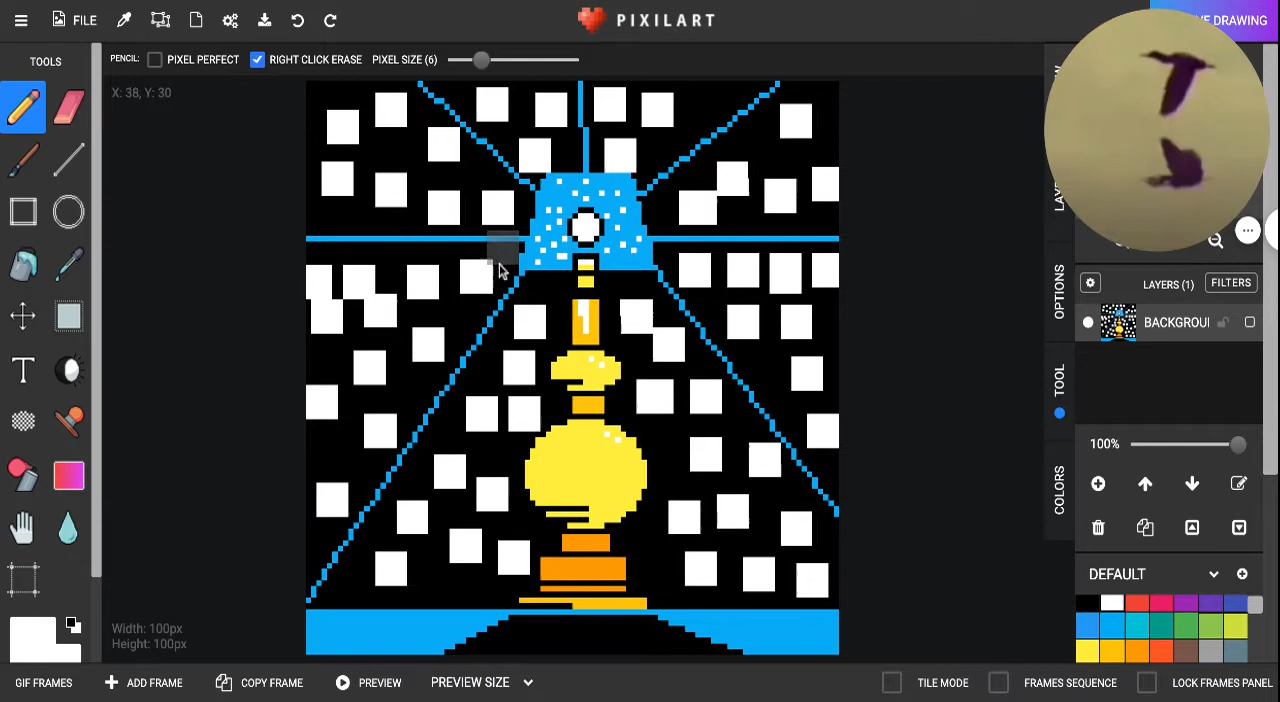 FILE
PIXILART
VE DRAWING
TOOLS
PENCIL:
PIXEL PERFECT
RIGHT CLICK ERASE
PIXEL SIZE (6)
X: 38, Y: 30
OPTIONS
TOOL
COLORS
LAYERS (1)
FILTERS
BACKGROUI
100%
DEFAULT
Width: 100px
Height: 100px
GIF FRAMES
ADD FRAME
COPY FRAME
PREVIEW
PREVIEW SIZE
TILE MODE
FRAMES SEQUENCE
LOCK FRAMES PANEL